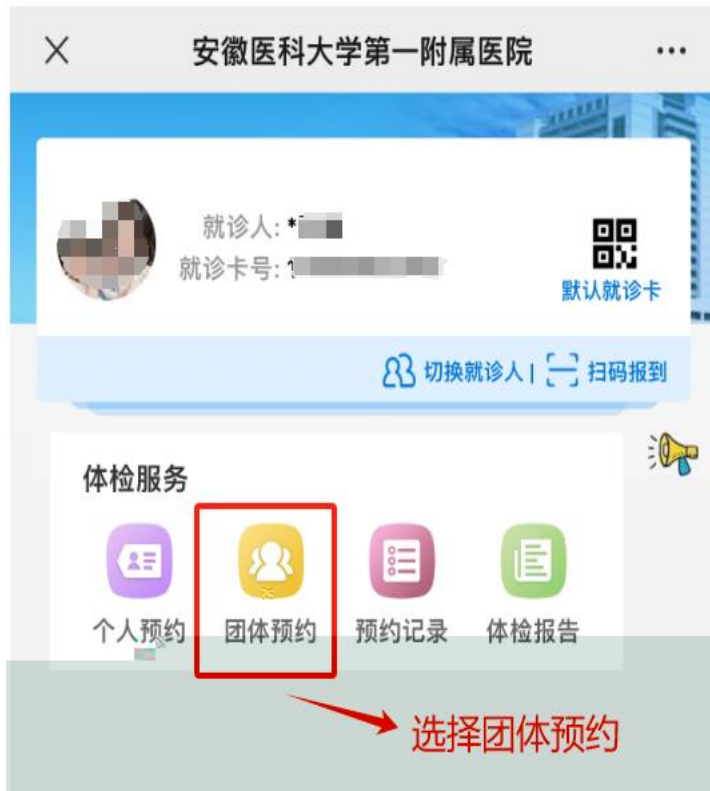 安徽医科大学第一附属医院
就诊人: *
就诊卡号:
默认就诊卡
切换就诊人 | 扫码报到
体检服务
个人预约 团体预约 预约记录 体检报告
选择团体预约